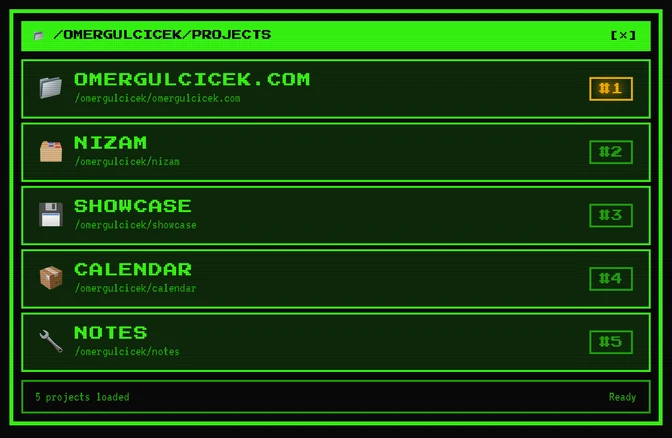 /OMERGULCICEK/PROJECTS [×]
OMERGULCICEK.COM
/omergulcicek/omergulcicek.com
#1
NIZAM
/omergulcicek/nizam
#2
SHOWCASE
/omergulcicek/showcase
#3
CALENDAR
/omergulcicek/calendar
#4
NOTES
/omergulcicek/notes
#5
5 projects loaded Ready